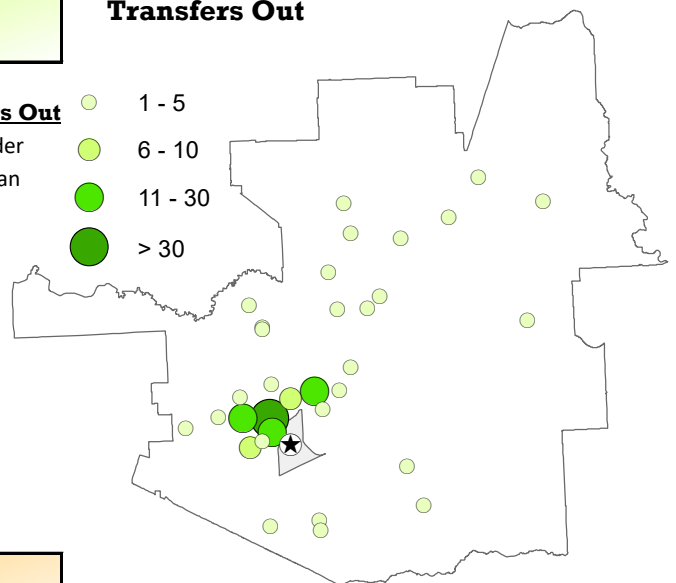 Transfers Out
s Out
der
an
1 - 5
6 - 10
11 - 30
> 30